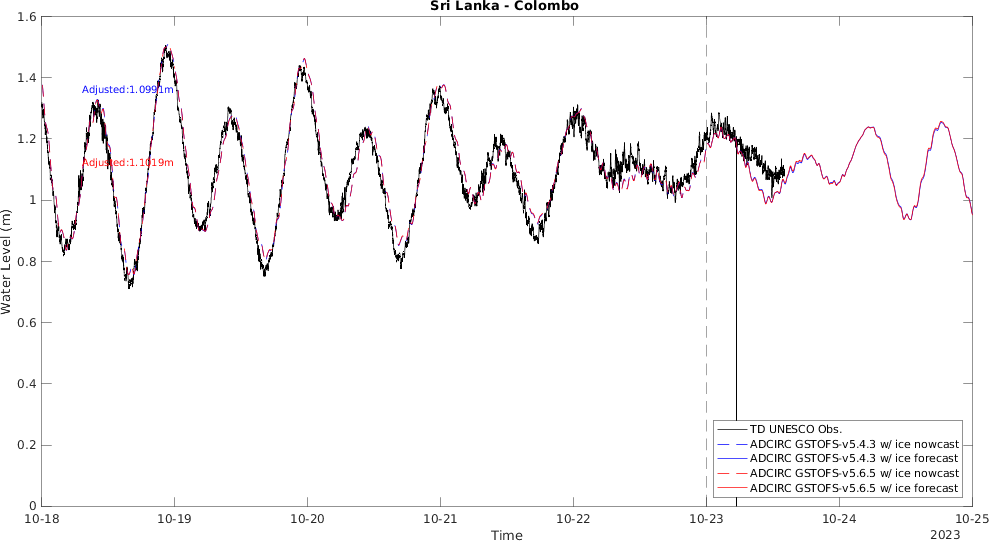 Sri Lanka - Colombo
1.6
1.4
1.2
1
0.8
0.6
0.4
0.2
0
Water Level (m)
Adjusted:1.0991m
Adjusted:1.1019m
TD UNESCO Obs.
ADCIRC GSTOFS-v5.4.3 w/ ice nowcast
ADCIRC GSTOFS-v5.4.3 w/ ice forecast
ADCIRC GSTOFS-v5.6.5 w/ ice nowcast
ADCIRC GSTOFS-v5.6.5 w/ ice forecast
10-18 10-19 10-20 10-21 10-22 10-23 10-24 10-25
Time
2023